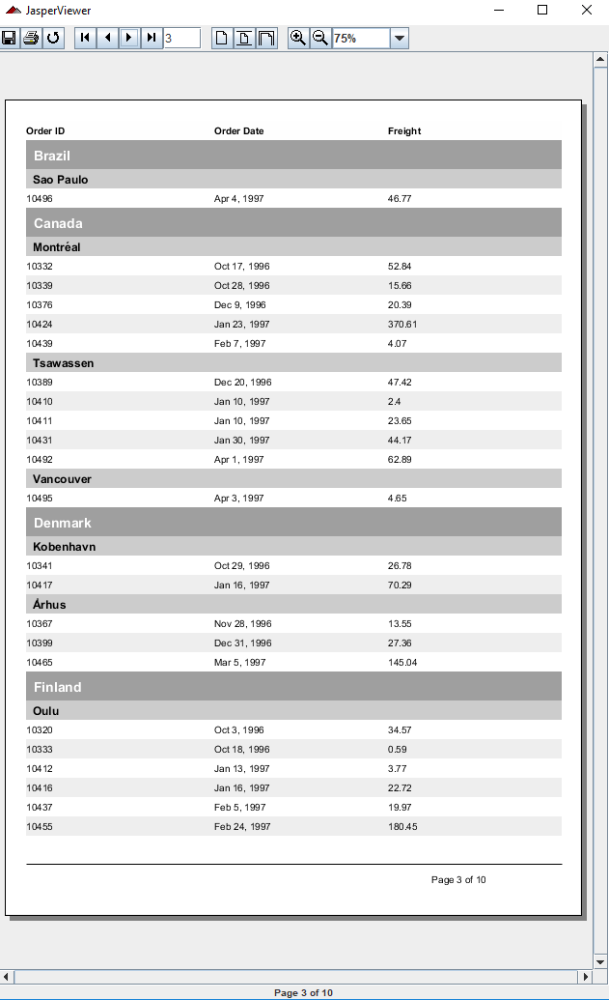 JasperViewer
3 75%
Order ID Order Date Freight
Brazil
Sao Paulo
10496 Apr 4, 1997 46.77
Canada
Montréal
10332 Oct 17, 1996 52.84
10339 Oct 28, 1996 15.66
10376 Dec 9, 1996 20.39
10424 Jan 23, 1997 370.61
10439 Feb 7, 1997 4.07
Tsawassen
10389 Dec 20, 1996 47.42
10410 Jan 10, 1997 2.4
10411 Jan 10, 1997 23.65
10431 Jan 30, 1997 44.17
10492 Apr 1, 1997 62.89
Vancouver
10495 Apr 3, 1997 4.65
Denmark
Kobenhavn
10341 Oct 29, 1996 26.78
10417 Jan 16, 1997 70.29
Århus
10367 Nov 28, 1996 13.55
10399 Dec 31, 1996 27.36
10465 Mar 5, 1997 145.04
Finland
Oulu
10320 Oct 3, 1996 34.57
10333 Oct 18, 1996 0.59
10412 Jan 13, 1997 3.77
10416 Jan 16, 1997 22.72
10437 Feb 5, 1997 19.97
10455 Feb 24, 1997 180.45
Page 3 of 10
Page 3 of 10